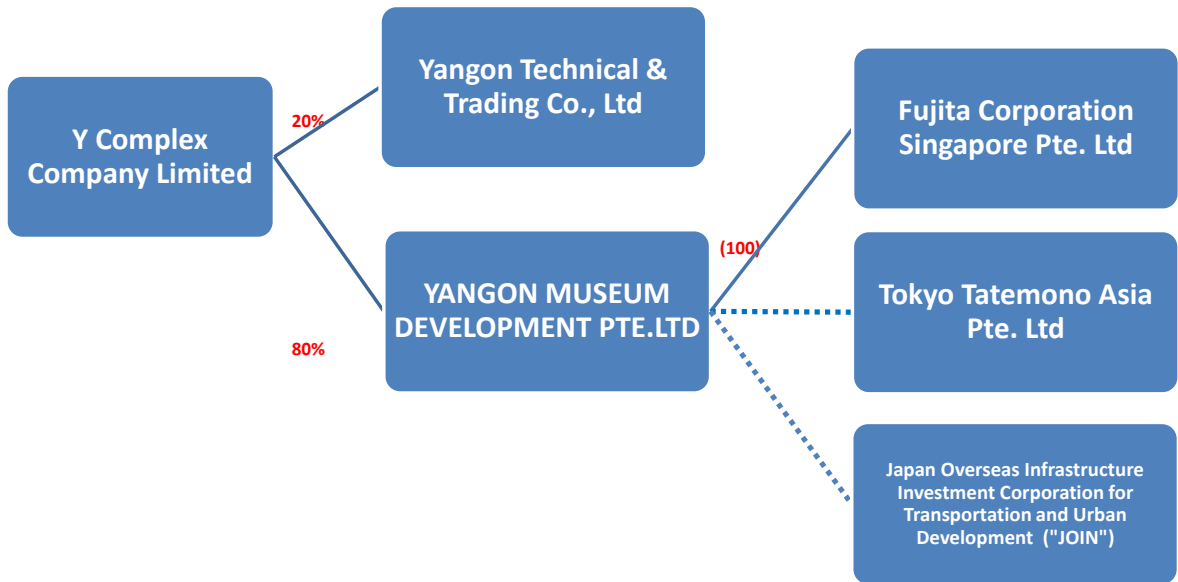 Y Complex
Company Limited
20%
80%
Yangon Technical &
Trading Co., Ltd
YANGON MUSEUM
DEVELOPMENT PTE.LTD
(100)
Fujita Corporation
Singapore Pte. Ltd
Tokyo Tatemono Asia
Pte. Ltd
Japan Overseas Infrastructure
Investment Corporation for
Transportation and Urban
Development ("JOIN")